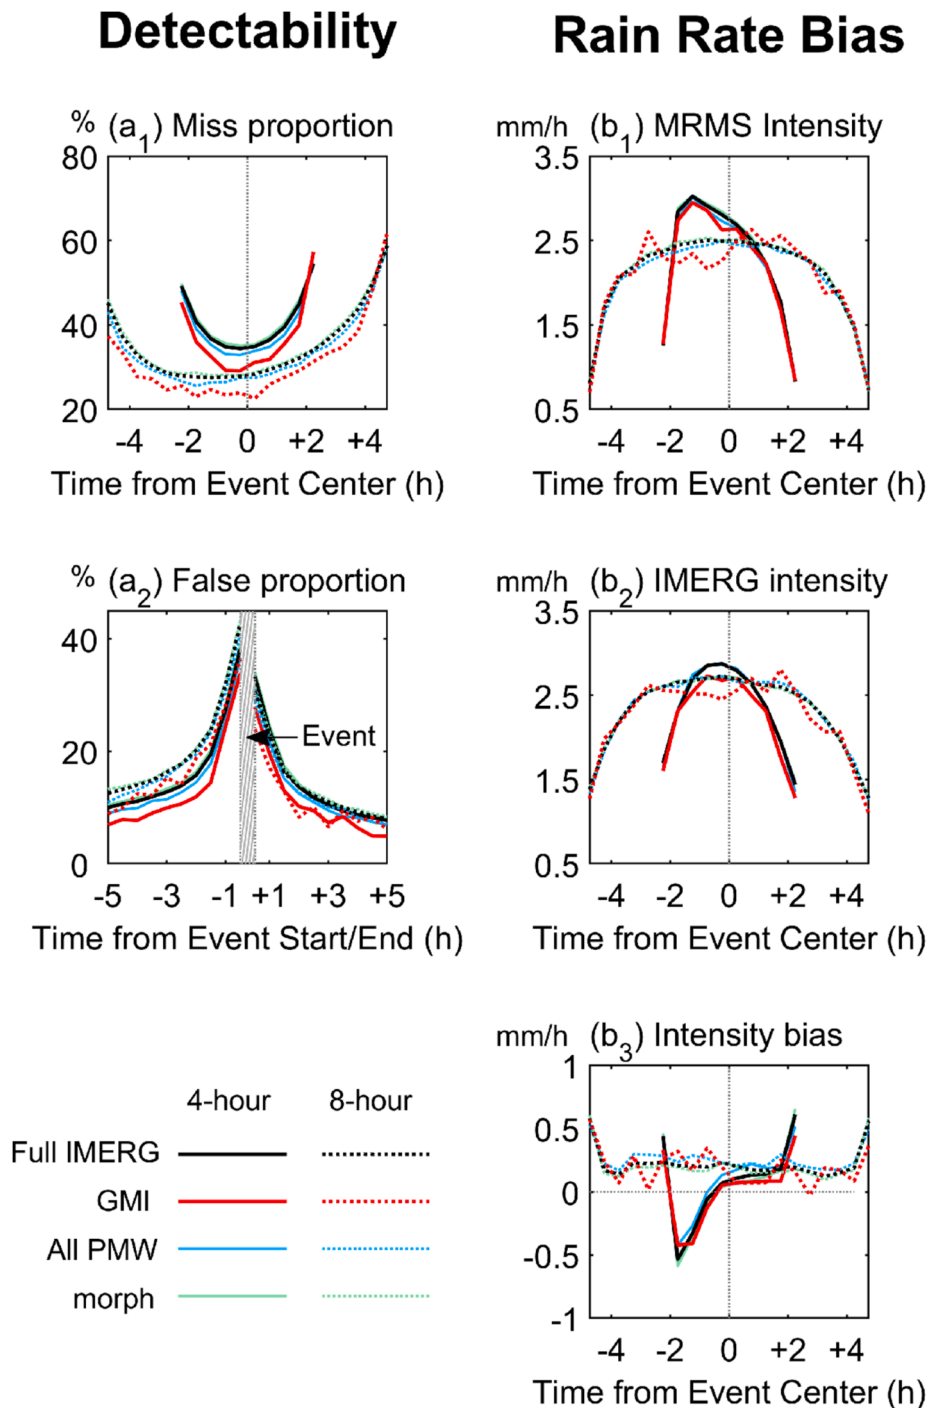 Detectability
Rain Rate Bias
% (a1) Miss proportion
80
60
40
20
-4 -2 0 +2 +4
Time from Event Center (h)
mm/h (b1) MRMS Intensity
3.5
2.5
1.5
0.5
-4 -2 0 +2 +4
Time from Event Center (h)
% (a2) False proportion
40
20
0
Event
-5 -3 -1 +1 +3 +5
Time from Event Start/End (h)
mm/h (b2) IMERG intensity
3.5
2.5
1.5
0.5
-4 -2 0 +2 +4
Time from Event Center (h)
4-hour 8-hour
Full IMERG
GMI
All PMW
morph
mm/h (b3) Intensity bias
1
0.5
0
-0.5
-1
-4 -2 0 +2 +4
Time from Event Center (h)